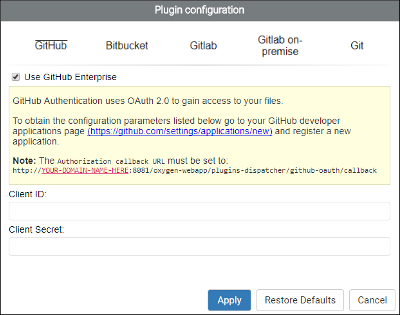 Plugin configuration
GitHub Bitbucket Gitlab Gitlab on-premise Git
Use GitHub Enterprise
GitHub Authentication uses OAuth 2.0 to gain access to your files.
To obtain the configuration parameters listed below go to your GitHub developer
applications page (https://github.com/settings/applications/new) and register a new
application.
Note: The Authorization callback URL must be set to:
http://YOUR-DOMAIN-NAME-HERE:8081/oxygen-webapp/plugins-dispatcher/github-oauth/callback
Client ID:
Client Secret:
Apply Restore Defaults Cancel